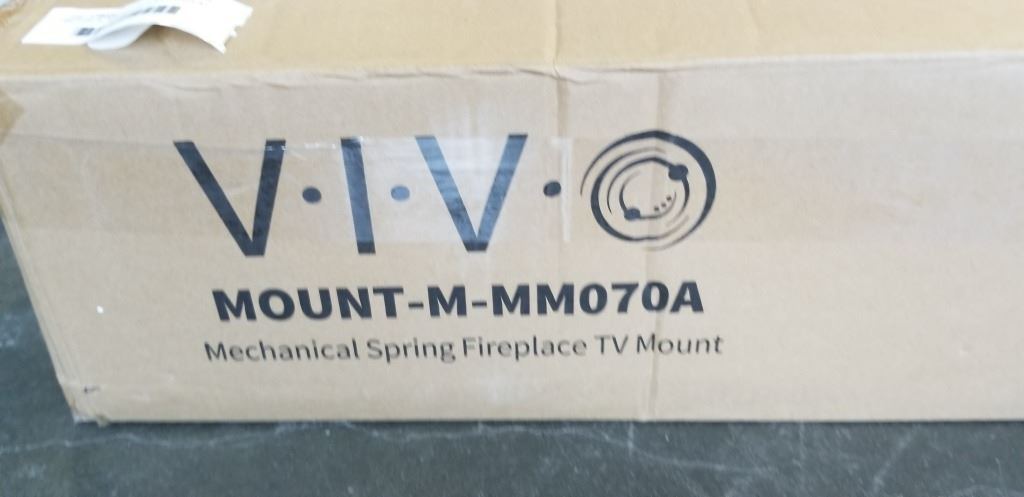 V·I·V·O
MOUNT-M-MM070A
Mechanical Spring Fireplace TV Mount